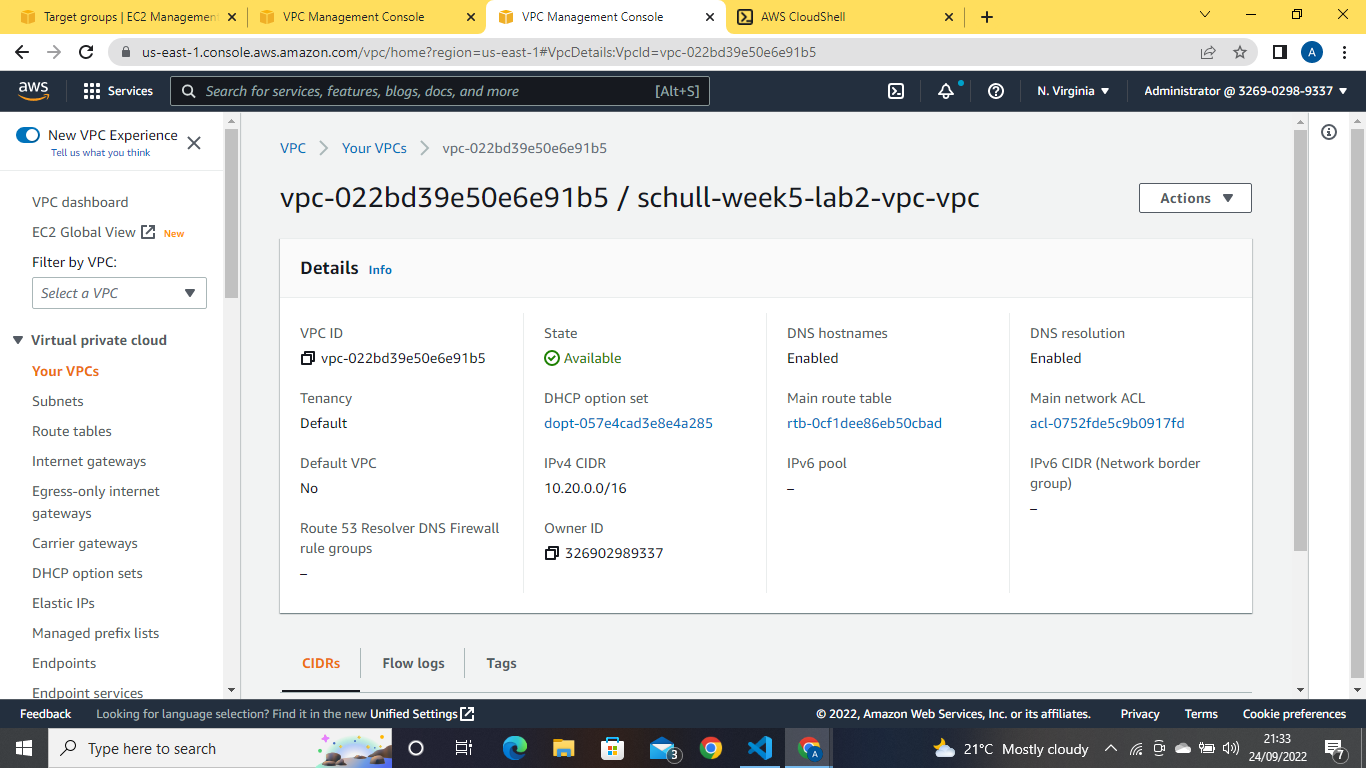 Target groups | EC2 Management
VPC Management Console
VPC Management Console
AWS CloudShell
us-east-1.console.aws.amazon.com/vpc/home?region=us-east-1#VpcDetails:VpcId=vpc-022bd39e50e6e91b5
A
aws
Services
Search for services, features, blogs, docs, and more
[Alt+S]
N. Virginia
Administrator @ 3269-0298-9337
New VPC Experience
Tell us what you think
VPC dashboard
EC2 Global View
New
Filter by VPC:
Select a VPC
Virtual private cloud
Your VPCs
Subnets
Route tables
Internet gateways
Egress-only internet
gateways
Carrier gateways
DHCP option sets
Elastic IPs
Managed prefix lists
Endpoints
Endpoint services
VPC
Your VPCs
vpc-022bd39e50e6e91b5
vpc-022bd39e50e6e91b5 / schull-week5-lab2-vpc-vpc
Actions
Details
Info
VPC ID
vpc-022bd39e50e6e91b5
State
Available
DNS hostnames
Enabled
DNS resolution
Enabled
Tenancy
Default
DHCP option set
dopt-057e4cad3e8e4a285
Main route table
rtb-0cf1dee86eb50cbad
Main network ACL
acl-0752fde5c9b0917fd
Default VPC
No
IPv4 CIDR
10.20.0.0/16
IPv6 pool
–
IPv6 CIDR (Network border
group)
–
Route 53 Resolver DNS Firewall
rule groups
–
Owner ID
326902989337
CIDRs
Flow logs
Tags
Feedback
Looking for language selection? Find it in the new Unified Settings
© 2022, Amazon Web Services, Inc. or its affiliates.
Privacy
Terms
Cookie preferences
Type here to search
3
A
21°C Mostly cloudy
21:33
24/09/2022
7